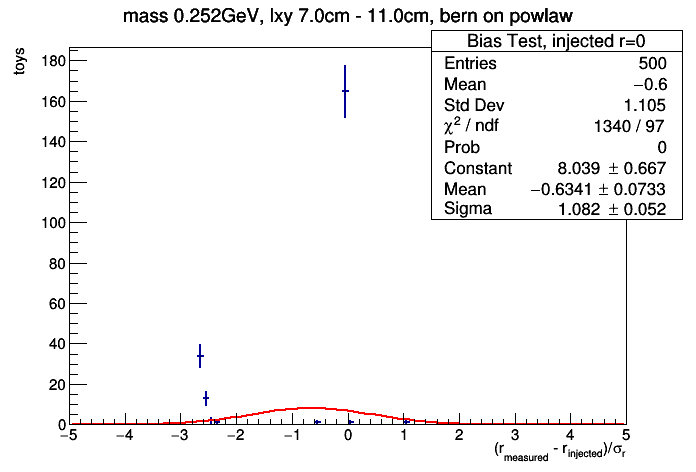 mass 0.252GeV, lxy 7.0cm - 11.0cm, bern on powlaw
toys
Bias Test, injected r=0
Entries 500
Mean −0.6
Std Dev 1.105
χ² / ndf 1340 / 97
Prob 0
Constant 8.039 ± 0.667
Mean −0.6341 ± 0.0733
Sigma 1.082 ± 0.052
180
160
140
120
100
80
60
40
20
0
−5 −4 −3 −2 −1 0 1 2 3 4 5
(r_measured - r_injected)/σ_r